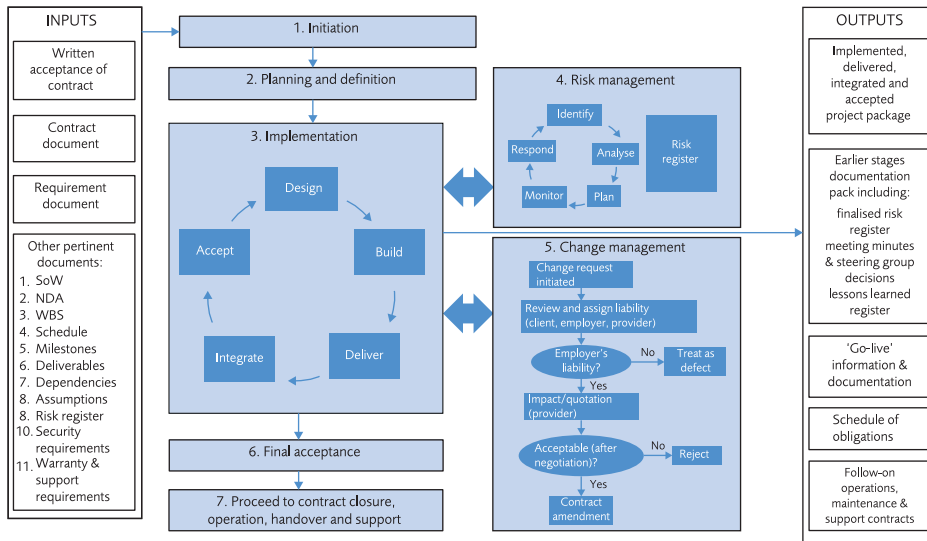 INPUTS
Written
acceptance of
contract
Contract
document
Requirement
document
Other pertinent
documents:
1. SoW
2. NDA
3. WBS
4. Schedule
5. Milestones
6. Deliverables
7. Dependencies
8. Assumptions
8. Risk register
10. Security
requirements
11. Warranty &
support
requirements
1. Initiation
2. Planning and definition
3. Implementation
Design
Build
Deliver
Integrate
Accept
6. Final acceptance
7. Proceed to contract closure,
operation, handover and support
4. Risk management
Identify
Analyse
Plan
Monitor
Respond
Risk
register
5. Change management
Change request
initiated
Review and assign liability
(client, employer, provider)
Employer's
liability?
No
Treat as
defect
Yes
Impact/quotation
(provider)
Acceptable (after
negotiation)?
No
Reject
Yes
Contract
amendment
OUTPUTS
Implemented,
delivered,
integrated and
accepted
project package
Earlier stages
documentation
pack including:
finalised risk
register
meeting minutes
& steering group
decisions
lessons learned
register
'Go-live'
information &
documentation
Schedule of
obligations
Follow-on
operations,
maintenance &
support contracts